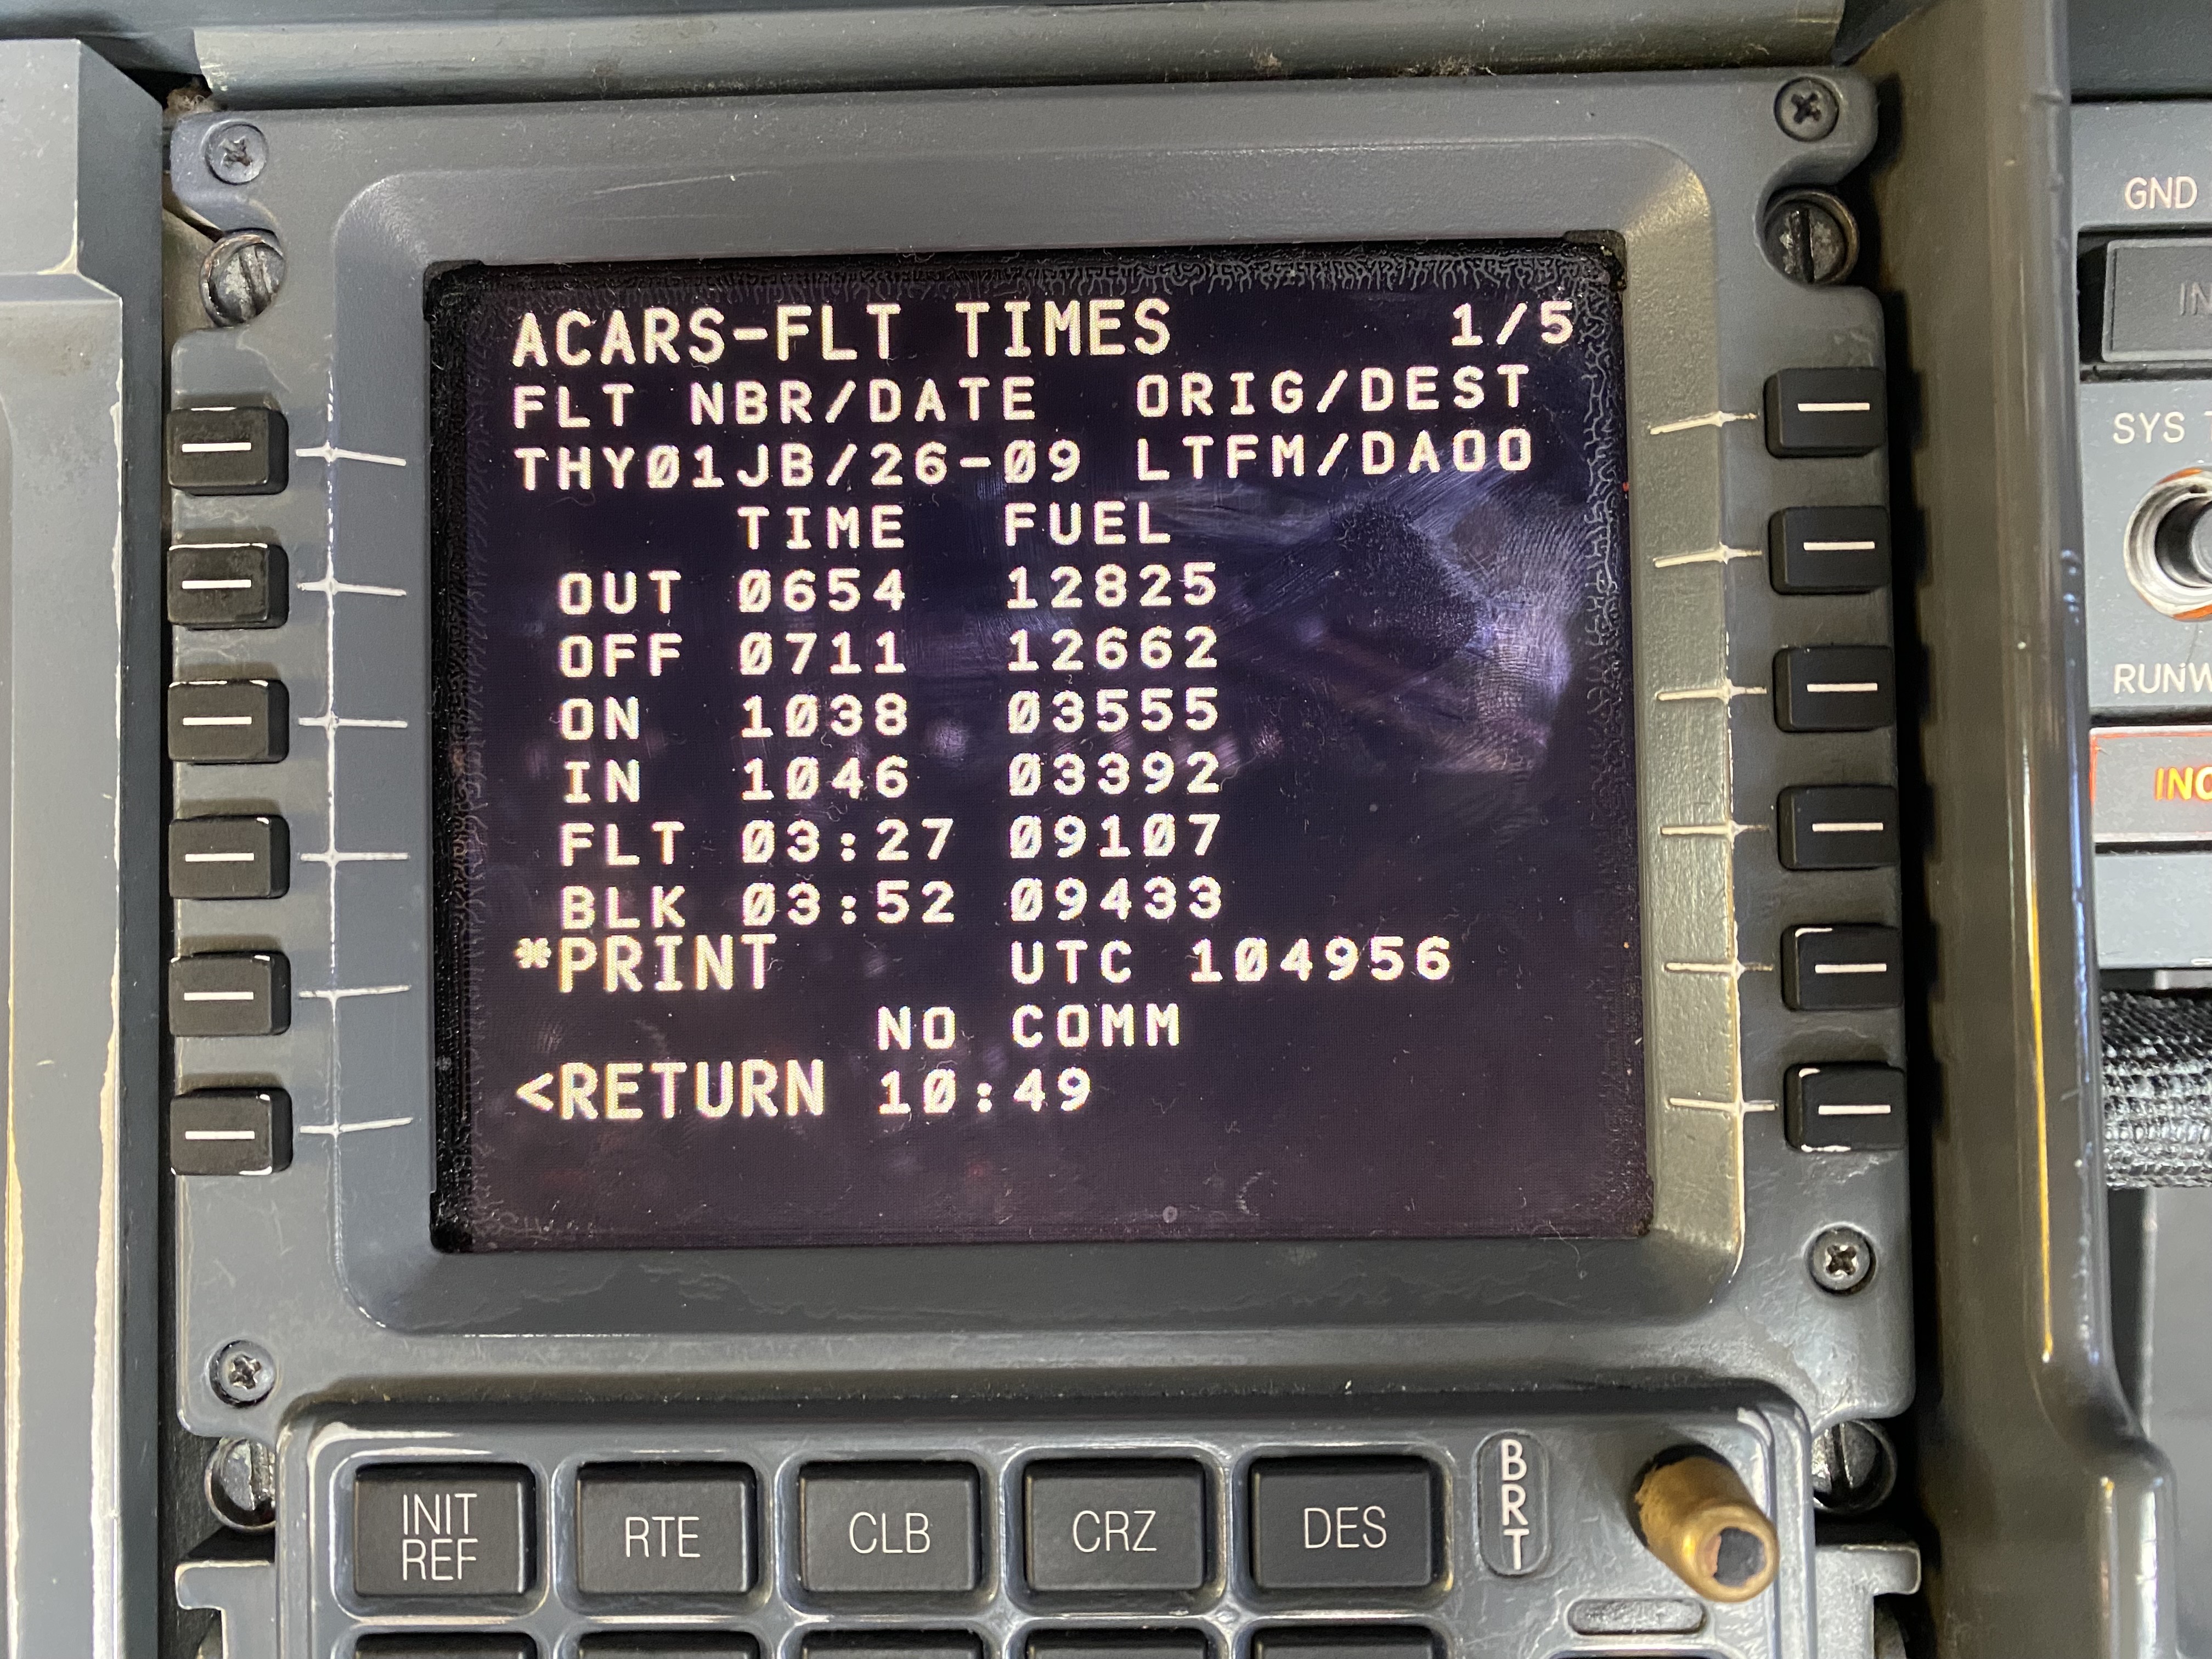 ACARS-FLT TIMES 1/5
FLT NBR/DATE ORIG/DEST
THY01JB/26-09 LTFM/DAOO
TIME FUEL
OUT 0654 12825
OFF 0711 12662
ON 1038 03555
IN 1046 03392
FLT 03:27 09107
BLK 03:52 09433
*PRINT UTC 104956
NO COMM
<RETURN 10:49
GND
SYS
INIT REF
RTE
CLB
CRZ
DES
BRT